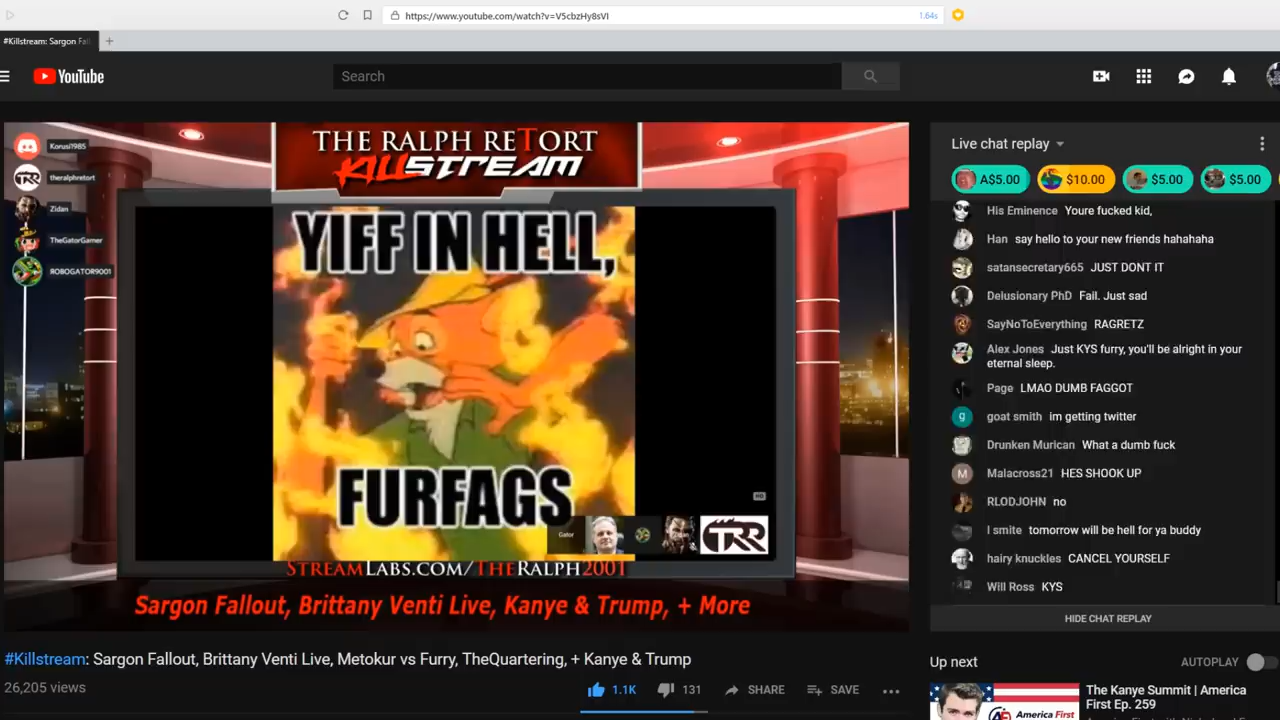 https://www.youtube.com/watch?v=V5cbzHy8sVI
1.64s
#Killstream: Sargon Fal
YouTube
Search
THE RALPH RETORT
KILLSTREAM
Korusi1985
TRR
theralphretort
Zidan
TheGatorGamer
ROBOGATOR9001
YIFF IN HELL,
FURFAGS
HD
Gator
TRR
STREAMLABS.COM/THERALPH2001
Sargon Fallout, Brittany Venti Live, Kanye & Trump, + More
Live chat replay
A$5.00
$10.00
$5.00
$5.00
His Eminence Youre fucked kid,
Han say hello to your new friends hahahaha
satansecretary665 JUST DONT IT
Delusionary PhD Fail. Just sad
SayNoToEverything RAGRETZ
Alex Jones Just KYS furry, you'll be alright in your
eternal sleep.
Page LMAO DUMB FAGGOT
g
goat smith im getting twitter
Drunken Murican What a dumb fuck
M
Malacross21 HES SHOOK UP
RLODJOHN no
I smite tomorrow will be hell for ya buddy
hairy knuckles CANCEL YOURSELF
Will Ross KYS
HIDE CHAT REPLAY
#Killstream: Sargon Fallout, Brittany Venti Live, Metokur vs Furry, TheQuartering, + Kanye & Trump
26,205 views
1.1K
131
SHARE
SAVE
Up next
AUTOPLAY
The Kanye Summit | America
First Ep. 259
America First